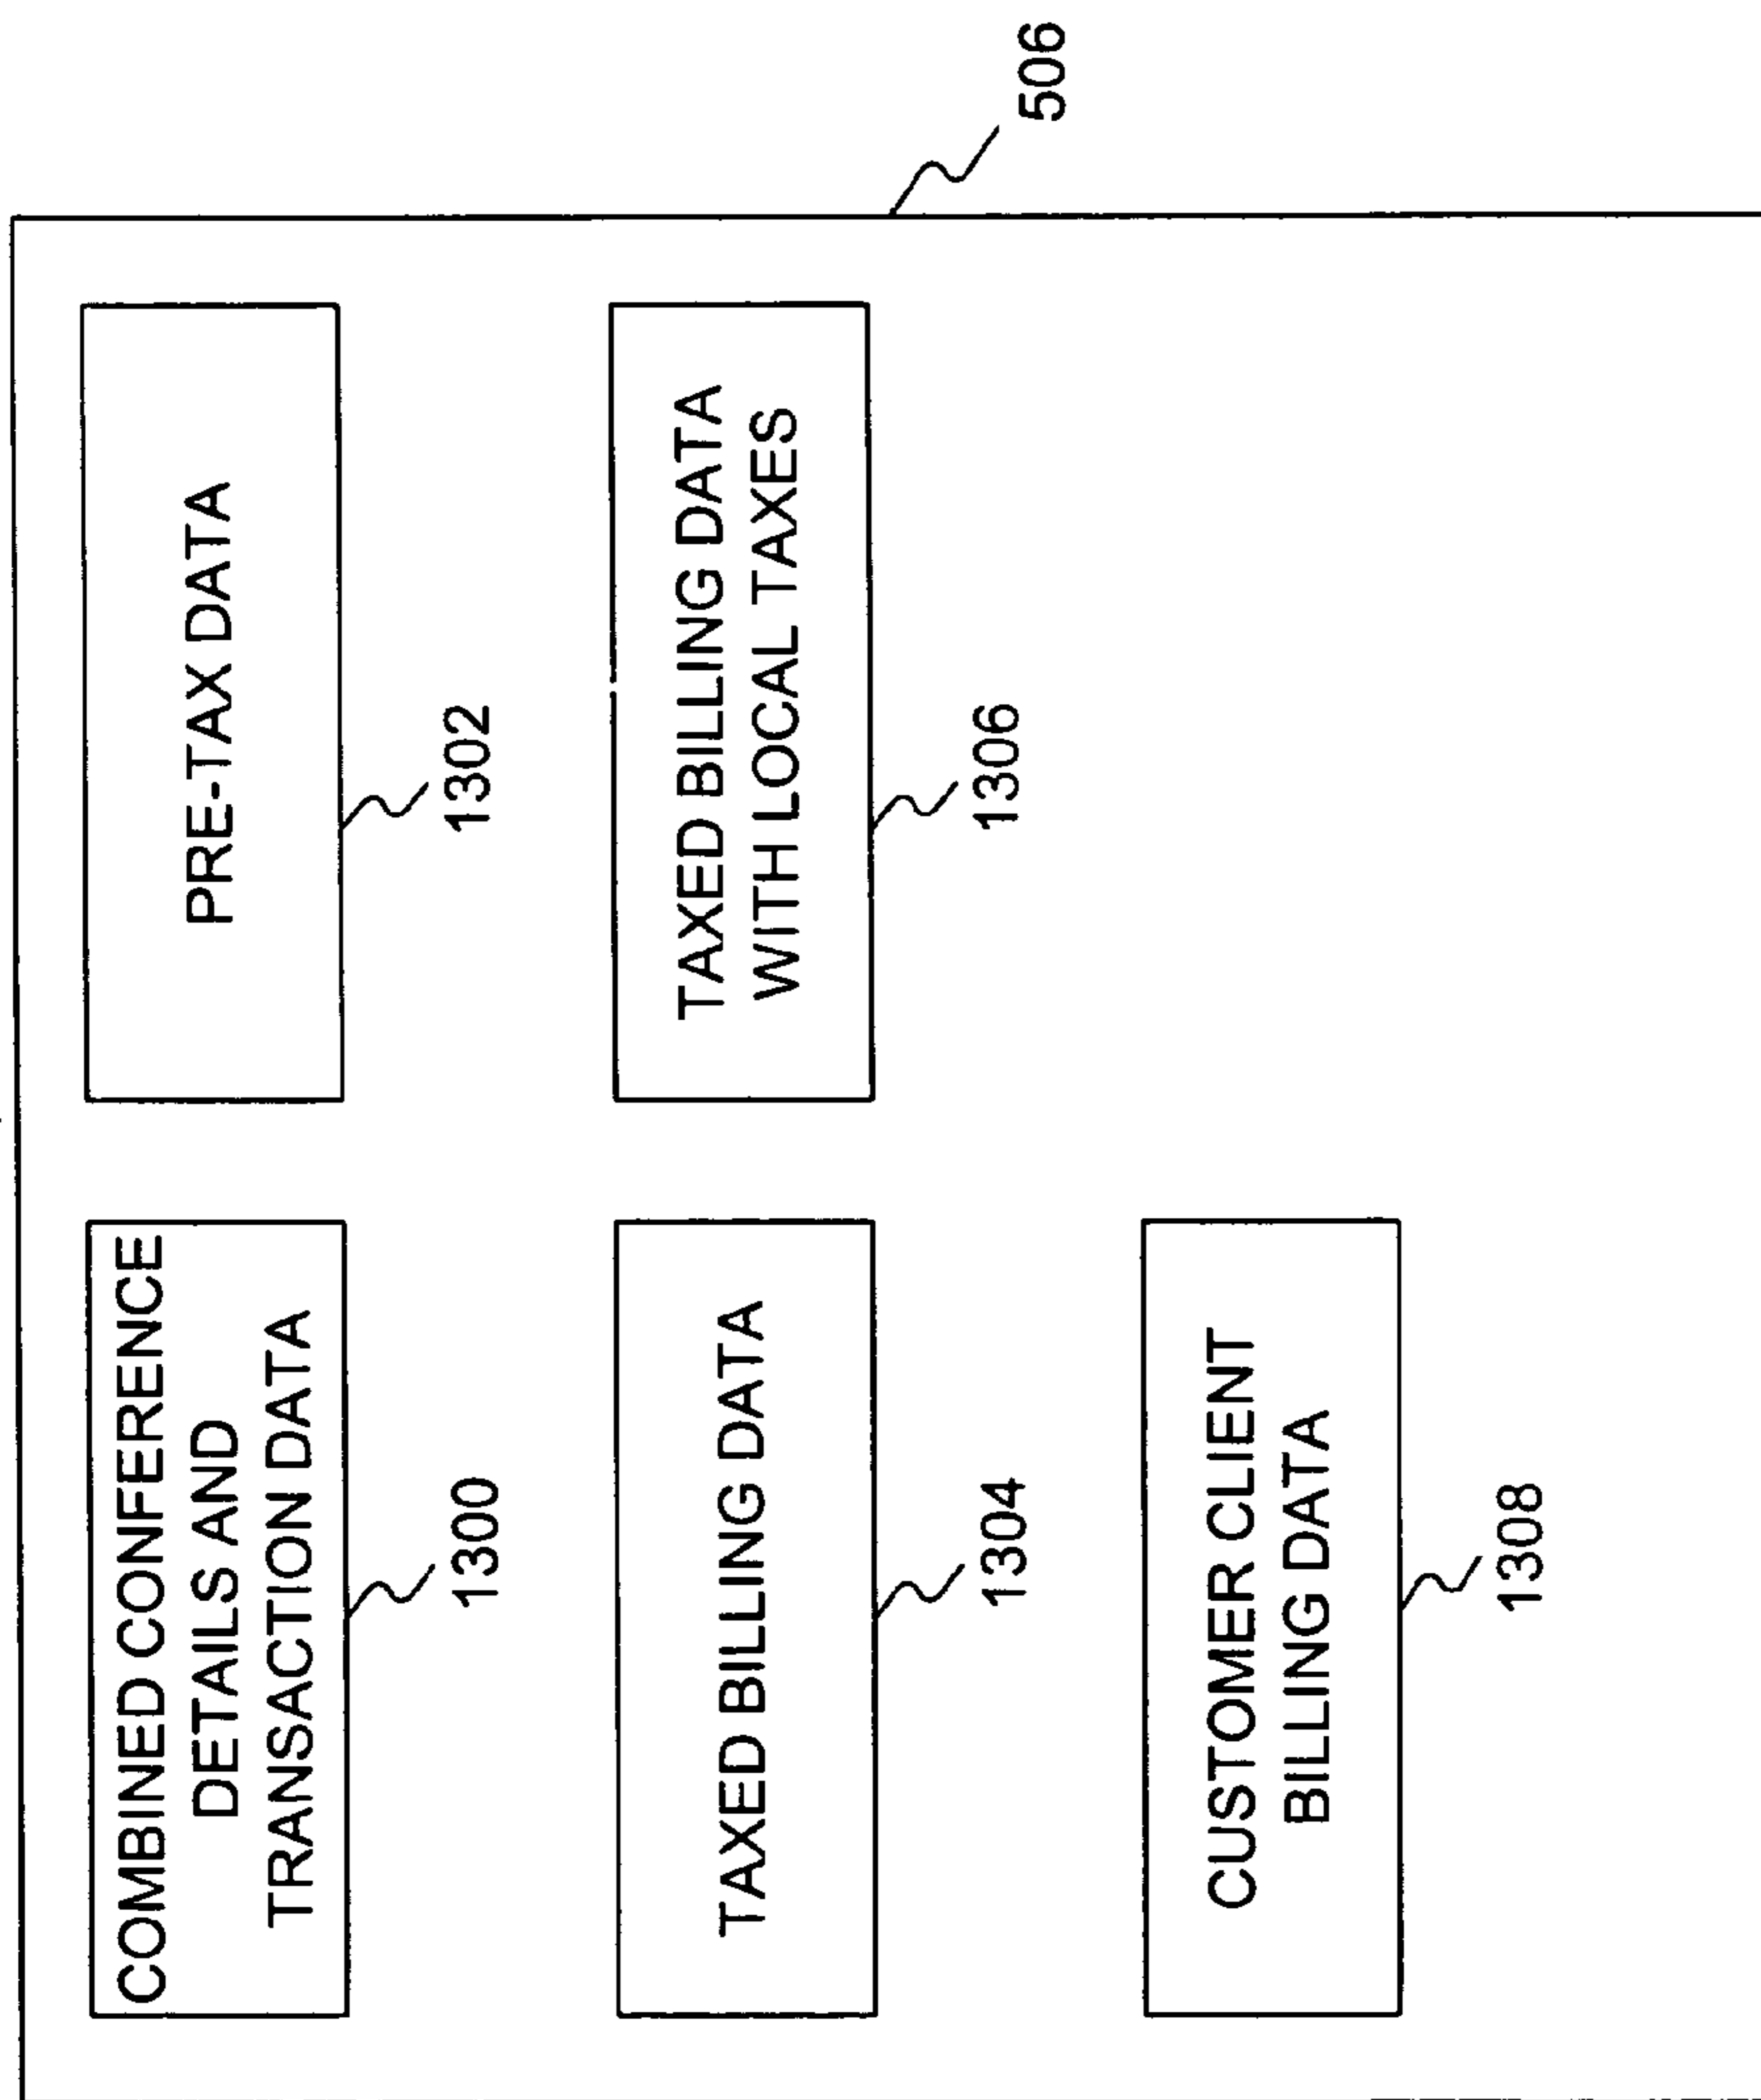 COMBINED CONFERENCE
DETAILS AND
TRANSACTION DATA
1300
PRE-TAX DATA
1302
TAXED BILLING DATA
1304
TAXED BILLING DATA
WITH LOCAL TAXES
1306
CUSTOMER CLIENT
BILLING DATA
1308
506